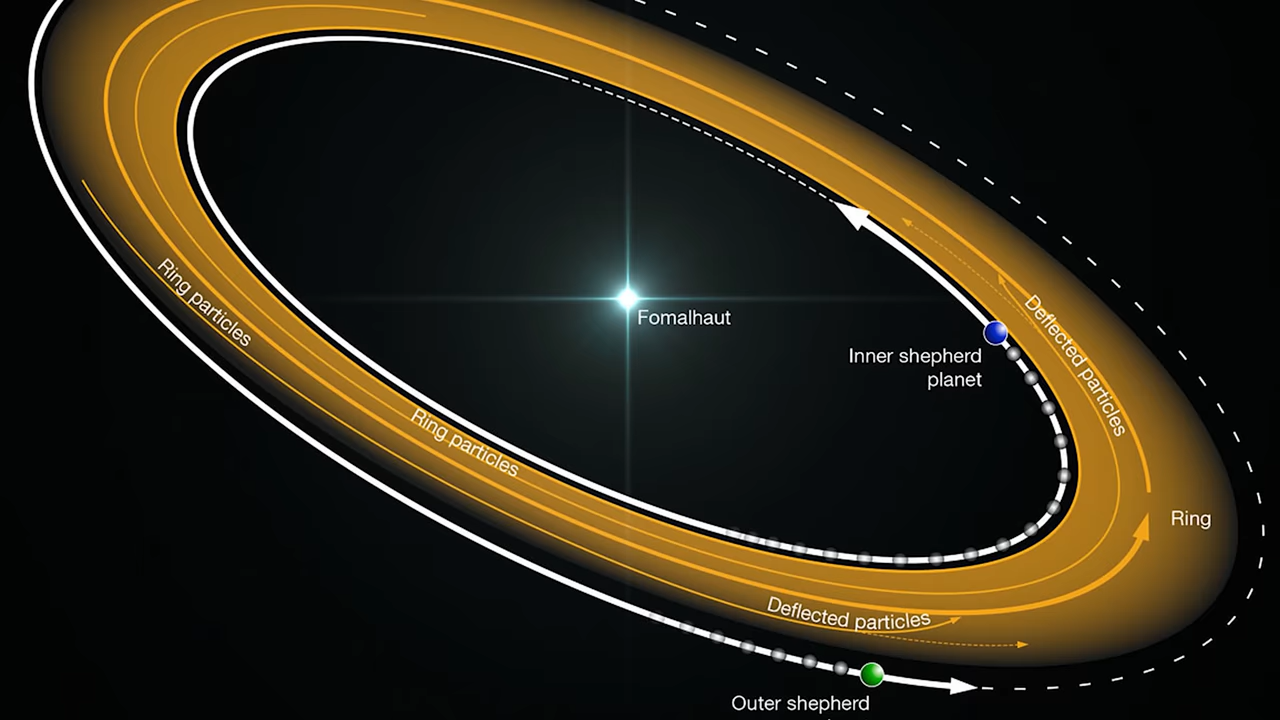 Ring particles
Fomalhaut
Deflected particles
Inner shepherd
planet
Ring particles
Ring
Deflected particles
Outer shepherd